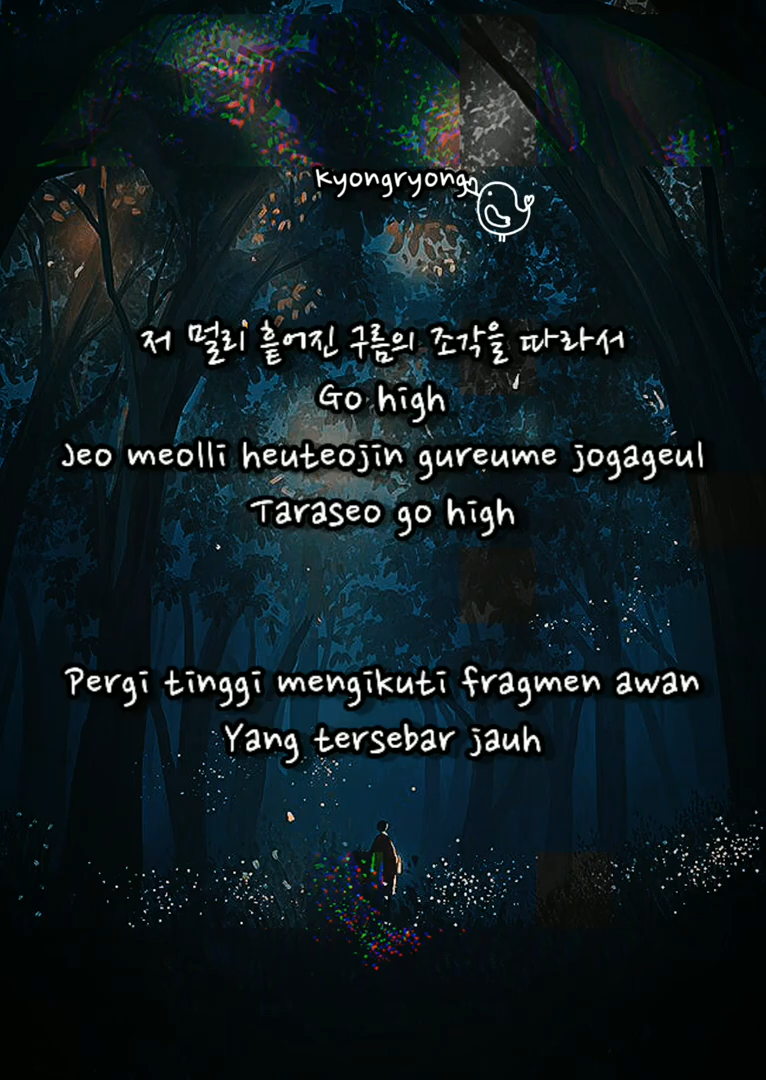 kyongryong
저 멀리 흩어진 구름의 조각을 따라서
Go high
Jeo meolli heuteojin gureume jogageul
Taraseo go high
Pergi tinggi mengikuti fragmen awan
Yang tersebar jauh